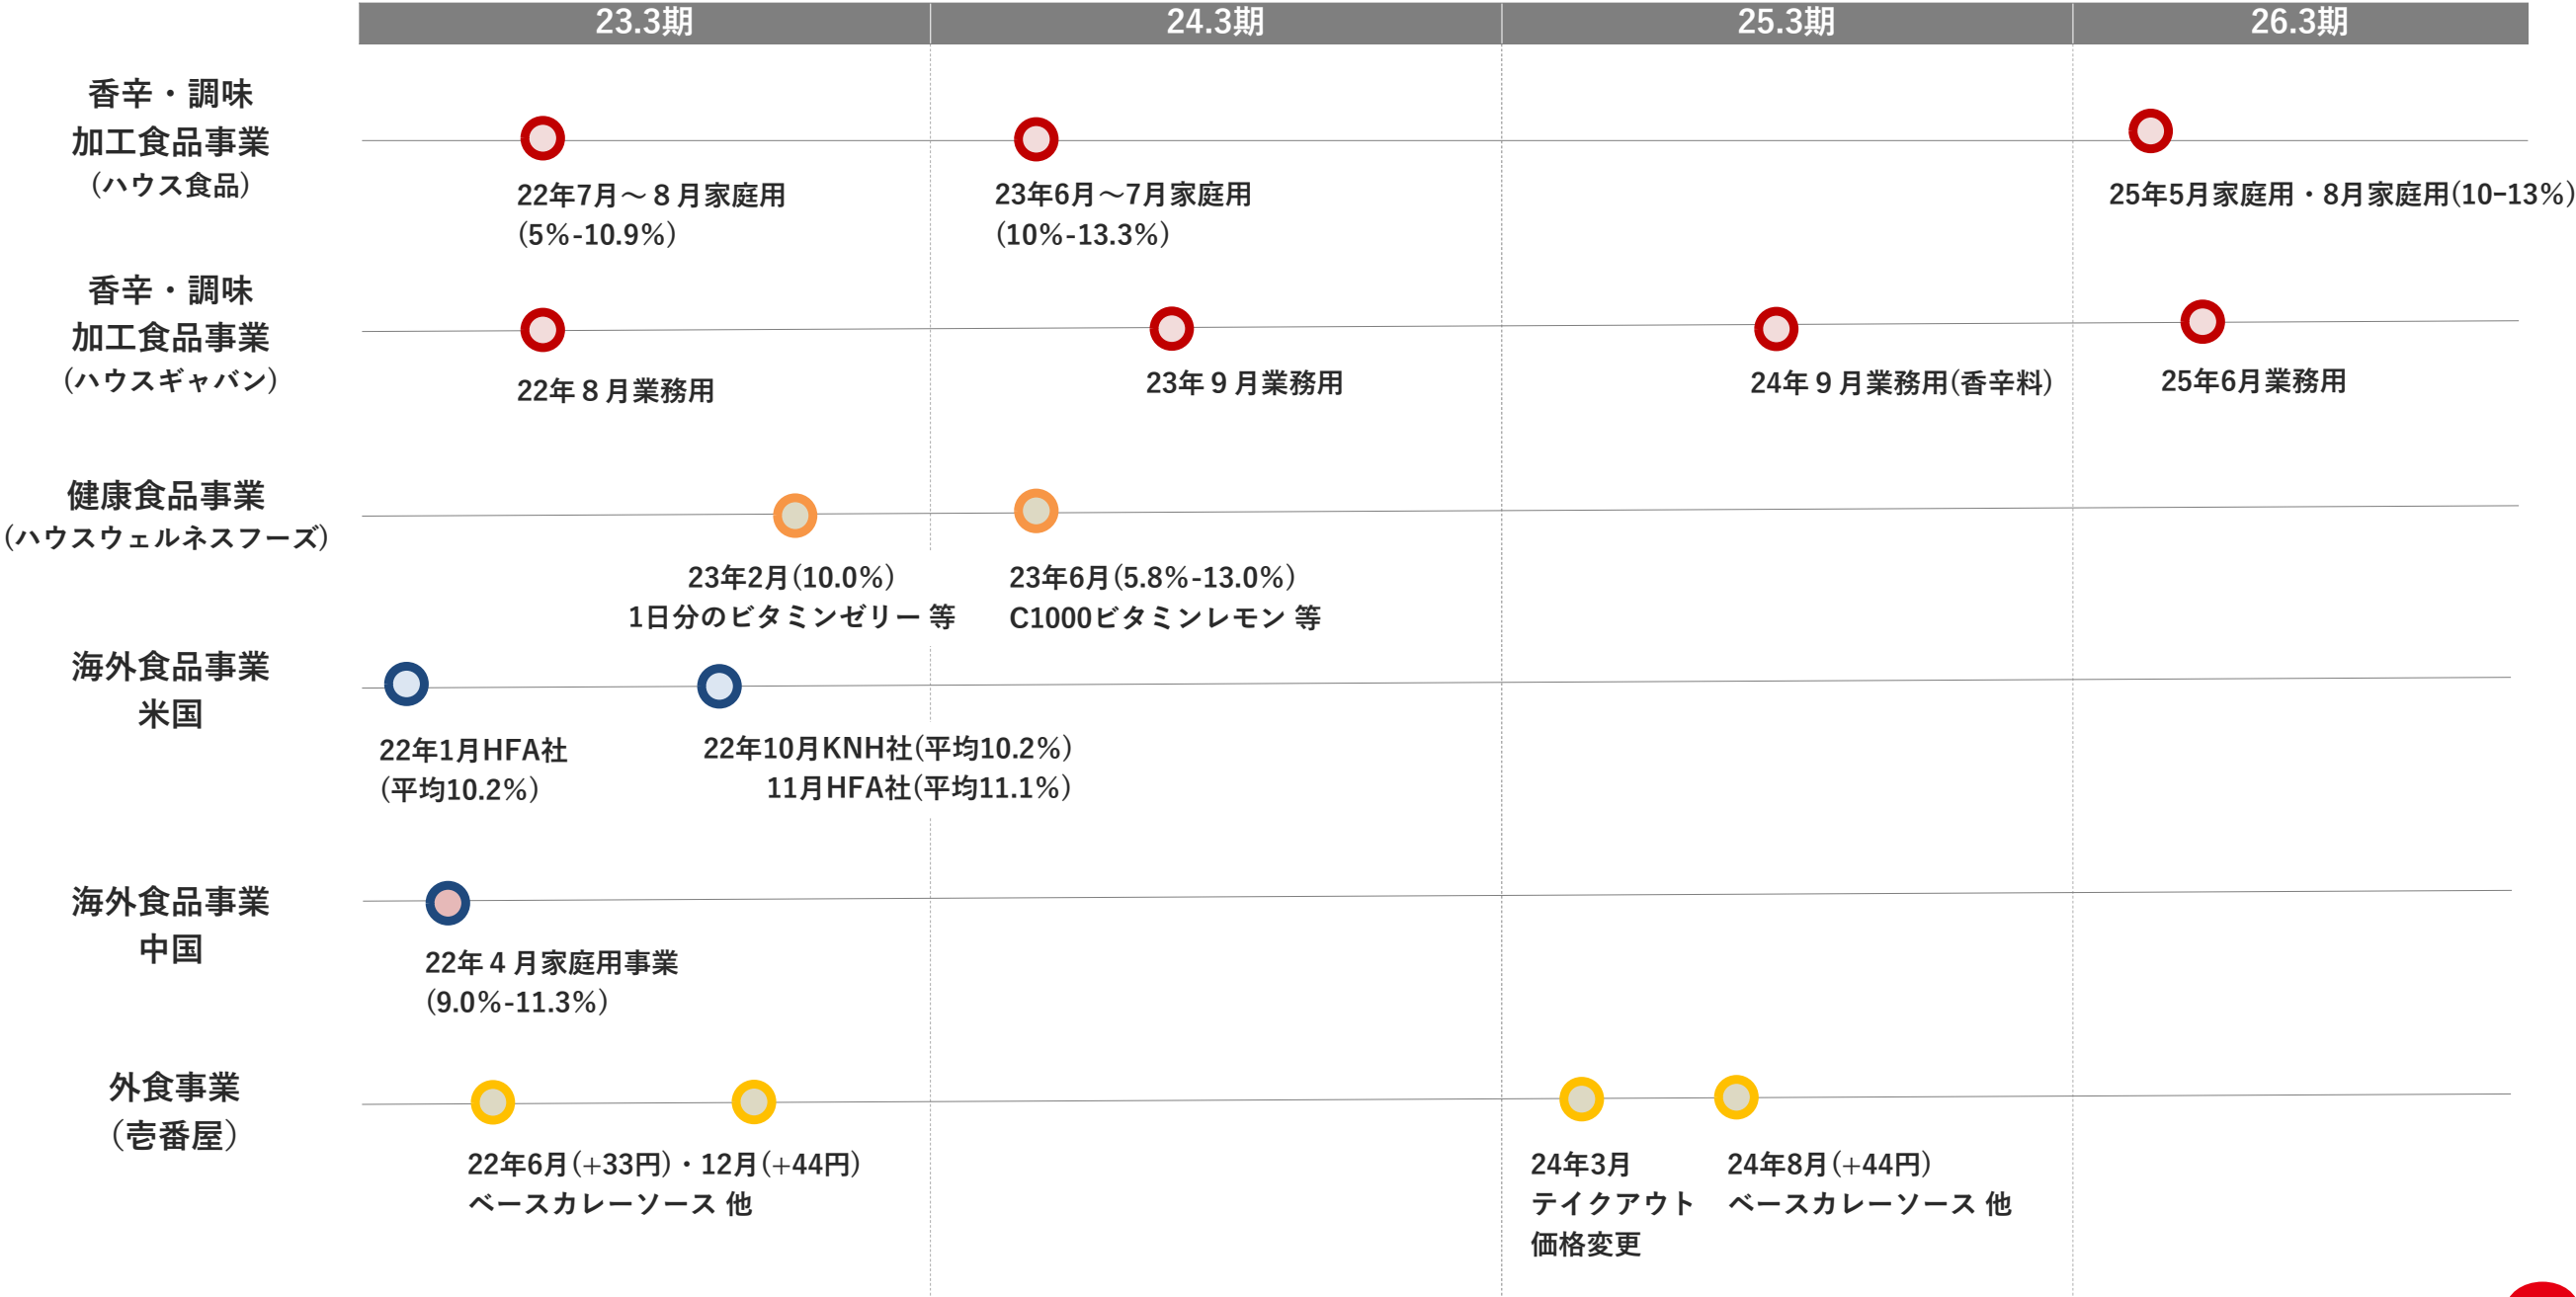 23.3期 24.3期 25.3期 26.3期
香辛・調味
加工食品事業
(ハウス食品)
22年7月～８月家庭用
(5%-10.9%)
23年6月～7月家庭用
(10%-13.3%)
25年5月家庭用・8月家庭用(10−13%)
香辛・調味
加工食品事業
(ハウスギャバン)
22年８月業務用
23年９月業務用
24年９月業務用(香辛料)
25年6月業務用
健康食品事業
(ハウスウェルネスフーズ)
23年2月(10.0%)
1日分のビタミンゼリー 等
23年6月(5.8%-13.0%)
C1000ビタミンレモン 等
海外食品事業
米国
22年1月HFA社
(平均10.2%)
22年10月KNH社(平均10.2%)
11月HFA社(平均11.1%)
海外食品事業
中国
22年４月家庭用事業
(9.0%-11.3%)
外食事業
（壱番屋）
22年6月(+33円)・12月(+44円)
ベースカレーソース 他
24年3月
テイクアウト
価格変更
24年8月(+44円)
ベースカレーソース 他